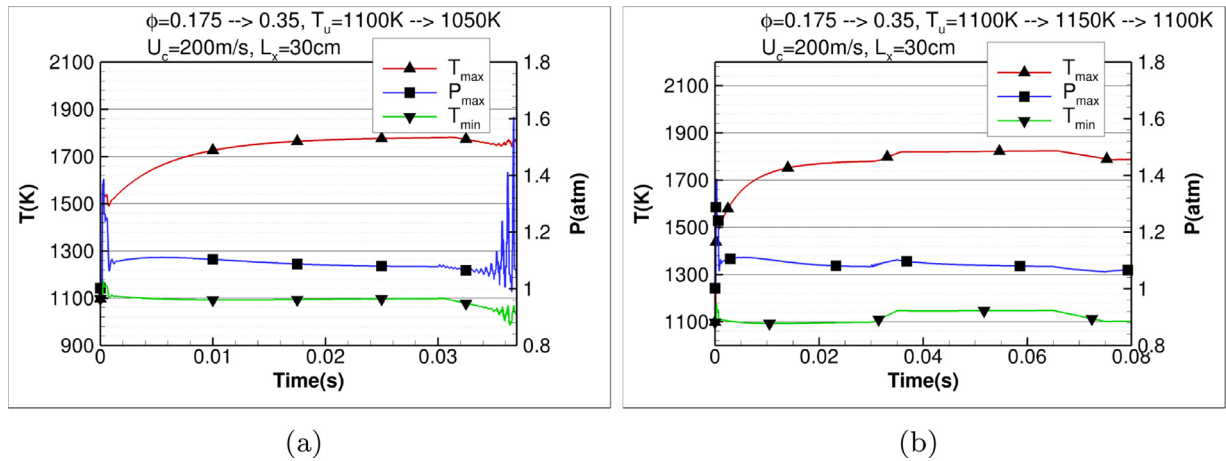 ϕ=0.175 --> 0.35, Tᵤ=1100K --> 1050K
U_c=200m/s, Lₓ=30cm
T_max
P_max
T_min
2100
1900
1700
1500
1300
1100
900
T(K)
1.8
1.6
1.4
1.2
1
0.8
P(atm)
0 0.01 0.02 0.03
Time(s)
(a)
ϕ=0.175 --> 0.35, Tᵤ=1100K --> 1150K --> 1100K
U_c=200m/s, Lₓ=30cm
T_max
P_max
T_min
2100
1900
1700
1500
1300
1100
T(K)
1.8
1.6
1.4
1.2
1
0.8
P(atm)
0 0.02 0.04 0.06 0.08
Time(s)
(b)